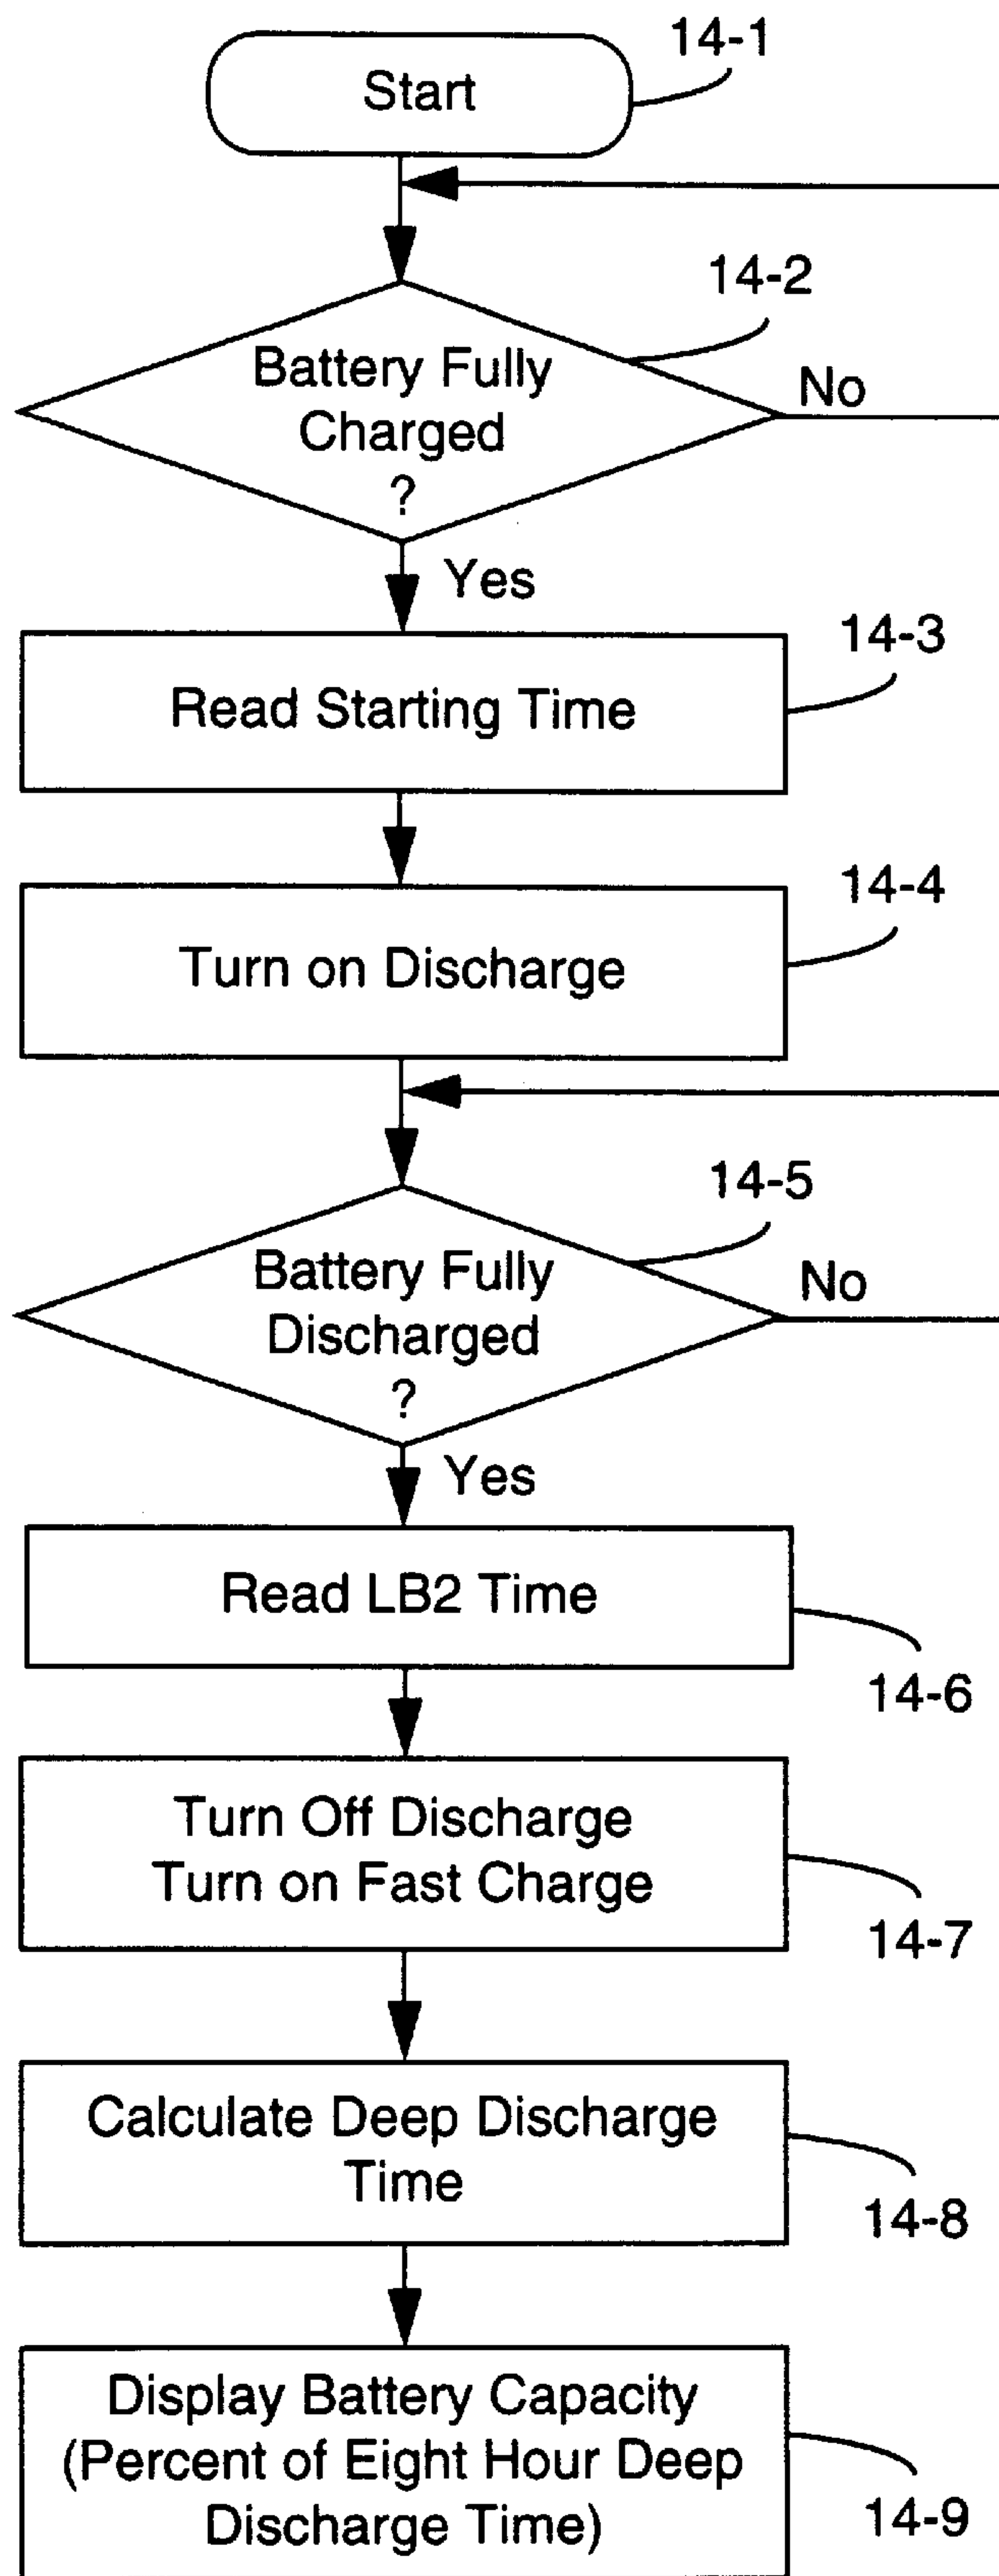 14-1
Start
14-2
Battery Fully
Charged
?
No
Yes
14-3
Read Starting Time
14-4
Turn on Discharge
14-5
Battery Fully
Discharged
?
No
Yes
Read LB2 Time
14-6
Turn Off Discharge
Turn on Fast Charge
14-7
Calculate Deep Discharge
Time
14-8
Display Battery Capacity
(Percent of Eight Hour Deep
Discharge Time)
14-9